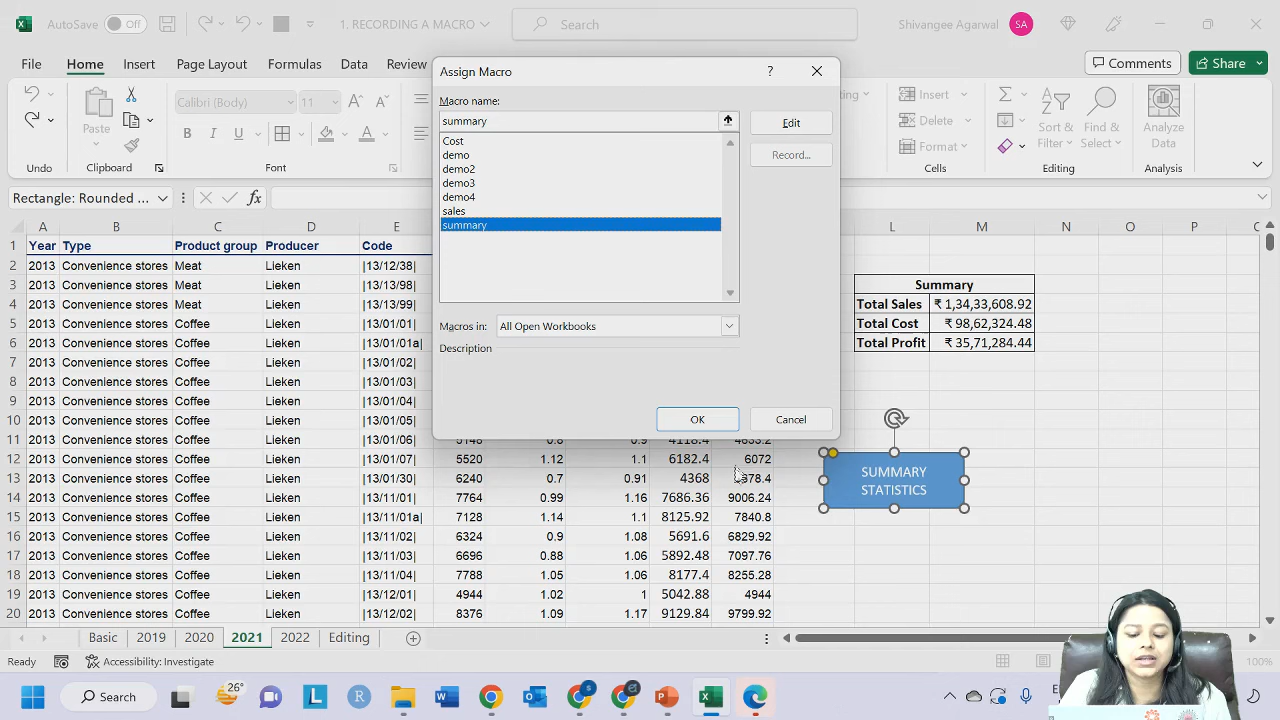 AutoSave Off 1. RECORDING A MACRO Search Shivangee Agarwal SA
File Home Insert Page Layout Formulas Data Review Comments Share
Paste Calibri (Body) 11 Insert Delete Format Sort & Filter Find & Select Analyze Data
Undo Clipboard Font Cells Analysis
Rectangle: Rounded ... fx
Assign Macro ?
Macro name:
summary Edit
Cost Record...
demo
demo2
demo3
demo4
sales
summary
Macros in: All Open Workbooks
Description
OK Cancel
A B C D E L M N O P
1 Year Type Product group Producer Code
2 2013 Convenience stores Meat Lieken |13/12/38|
3 2013 Convenience stores Meat Lieken |13/13/98| Summary
4 2013 Convenience stores Meat Lieken |13/13/99| Total Sales ₹ 1,34,33,608.92
5 2013 Convenience stores Coffee Lieken |13/01/01| Total Cost ₹ 98,62,324.48
6 2013 Convenience stores Coffee Lieken |13/01/01a| Total Profit ₹ 35,71,284.44
7 2013 Convenience stores Coffee Lieken |13/01/02|
8 2013 Convenience stores Coffee Lieken |13/01/03|
9 2013 Convenience stores Coffee Lieken |13/01/04|
10 2013 Convenience stores Coffee Lieken |13/01/05|
11 2013 Convenience stores Coffee Lieken |13/01/06| 5148 0.8 0.9 4118.4 4633.2
12 2013 Convenience stores Coffee Lieken |13/01/07| 5520 1.12 1.1 6182.4 6072
13 2013 Convenience stores Coffee Lieken |13/01/30| 6240 0.7 0.91 4368
14 2013 Convenience stores Coffee Lieken |13/11/01| 7764 0.99 1.16 7686.36 9006.24
15 2013 Convenience stores Coffee Lieken |13/11/01a| 7128 1.14 1.1 8125.92 7840.8
16 2013 Convenience stores Coffee Lieken |13/11/02| 6324 0.9 1.08 5691.6 6829.92
17 2013 Convenience stores Coffee Lieken |13/11/03| 6696 0.88 1.06 5892.48 7097.76
18 2013 Convenience stores Coffee Lieken |13/11/04| 7788 1.05 1.06 8177.4 8255.28
19 2013 Convenience stores Coffee Lieken |13/12/01| 4944 1.02 1 5042.88 4944
20 2013 Convenience stores Coffee Lieken |13/12/02| 8376 1.09 1.17 9129.84 9799.92
SUMMARY
STATISTICS
Basic 2019 2020 2021 2022 Editing
Ready Accessibility: Investigate 100%
26° Search